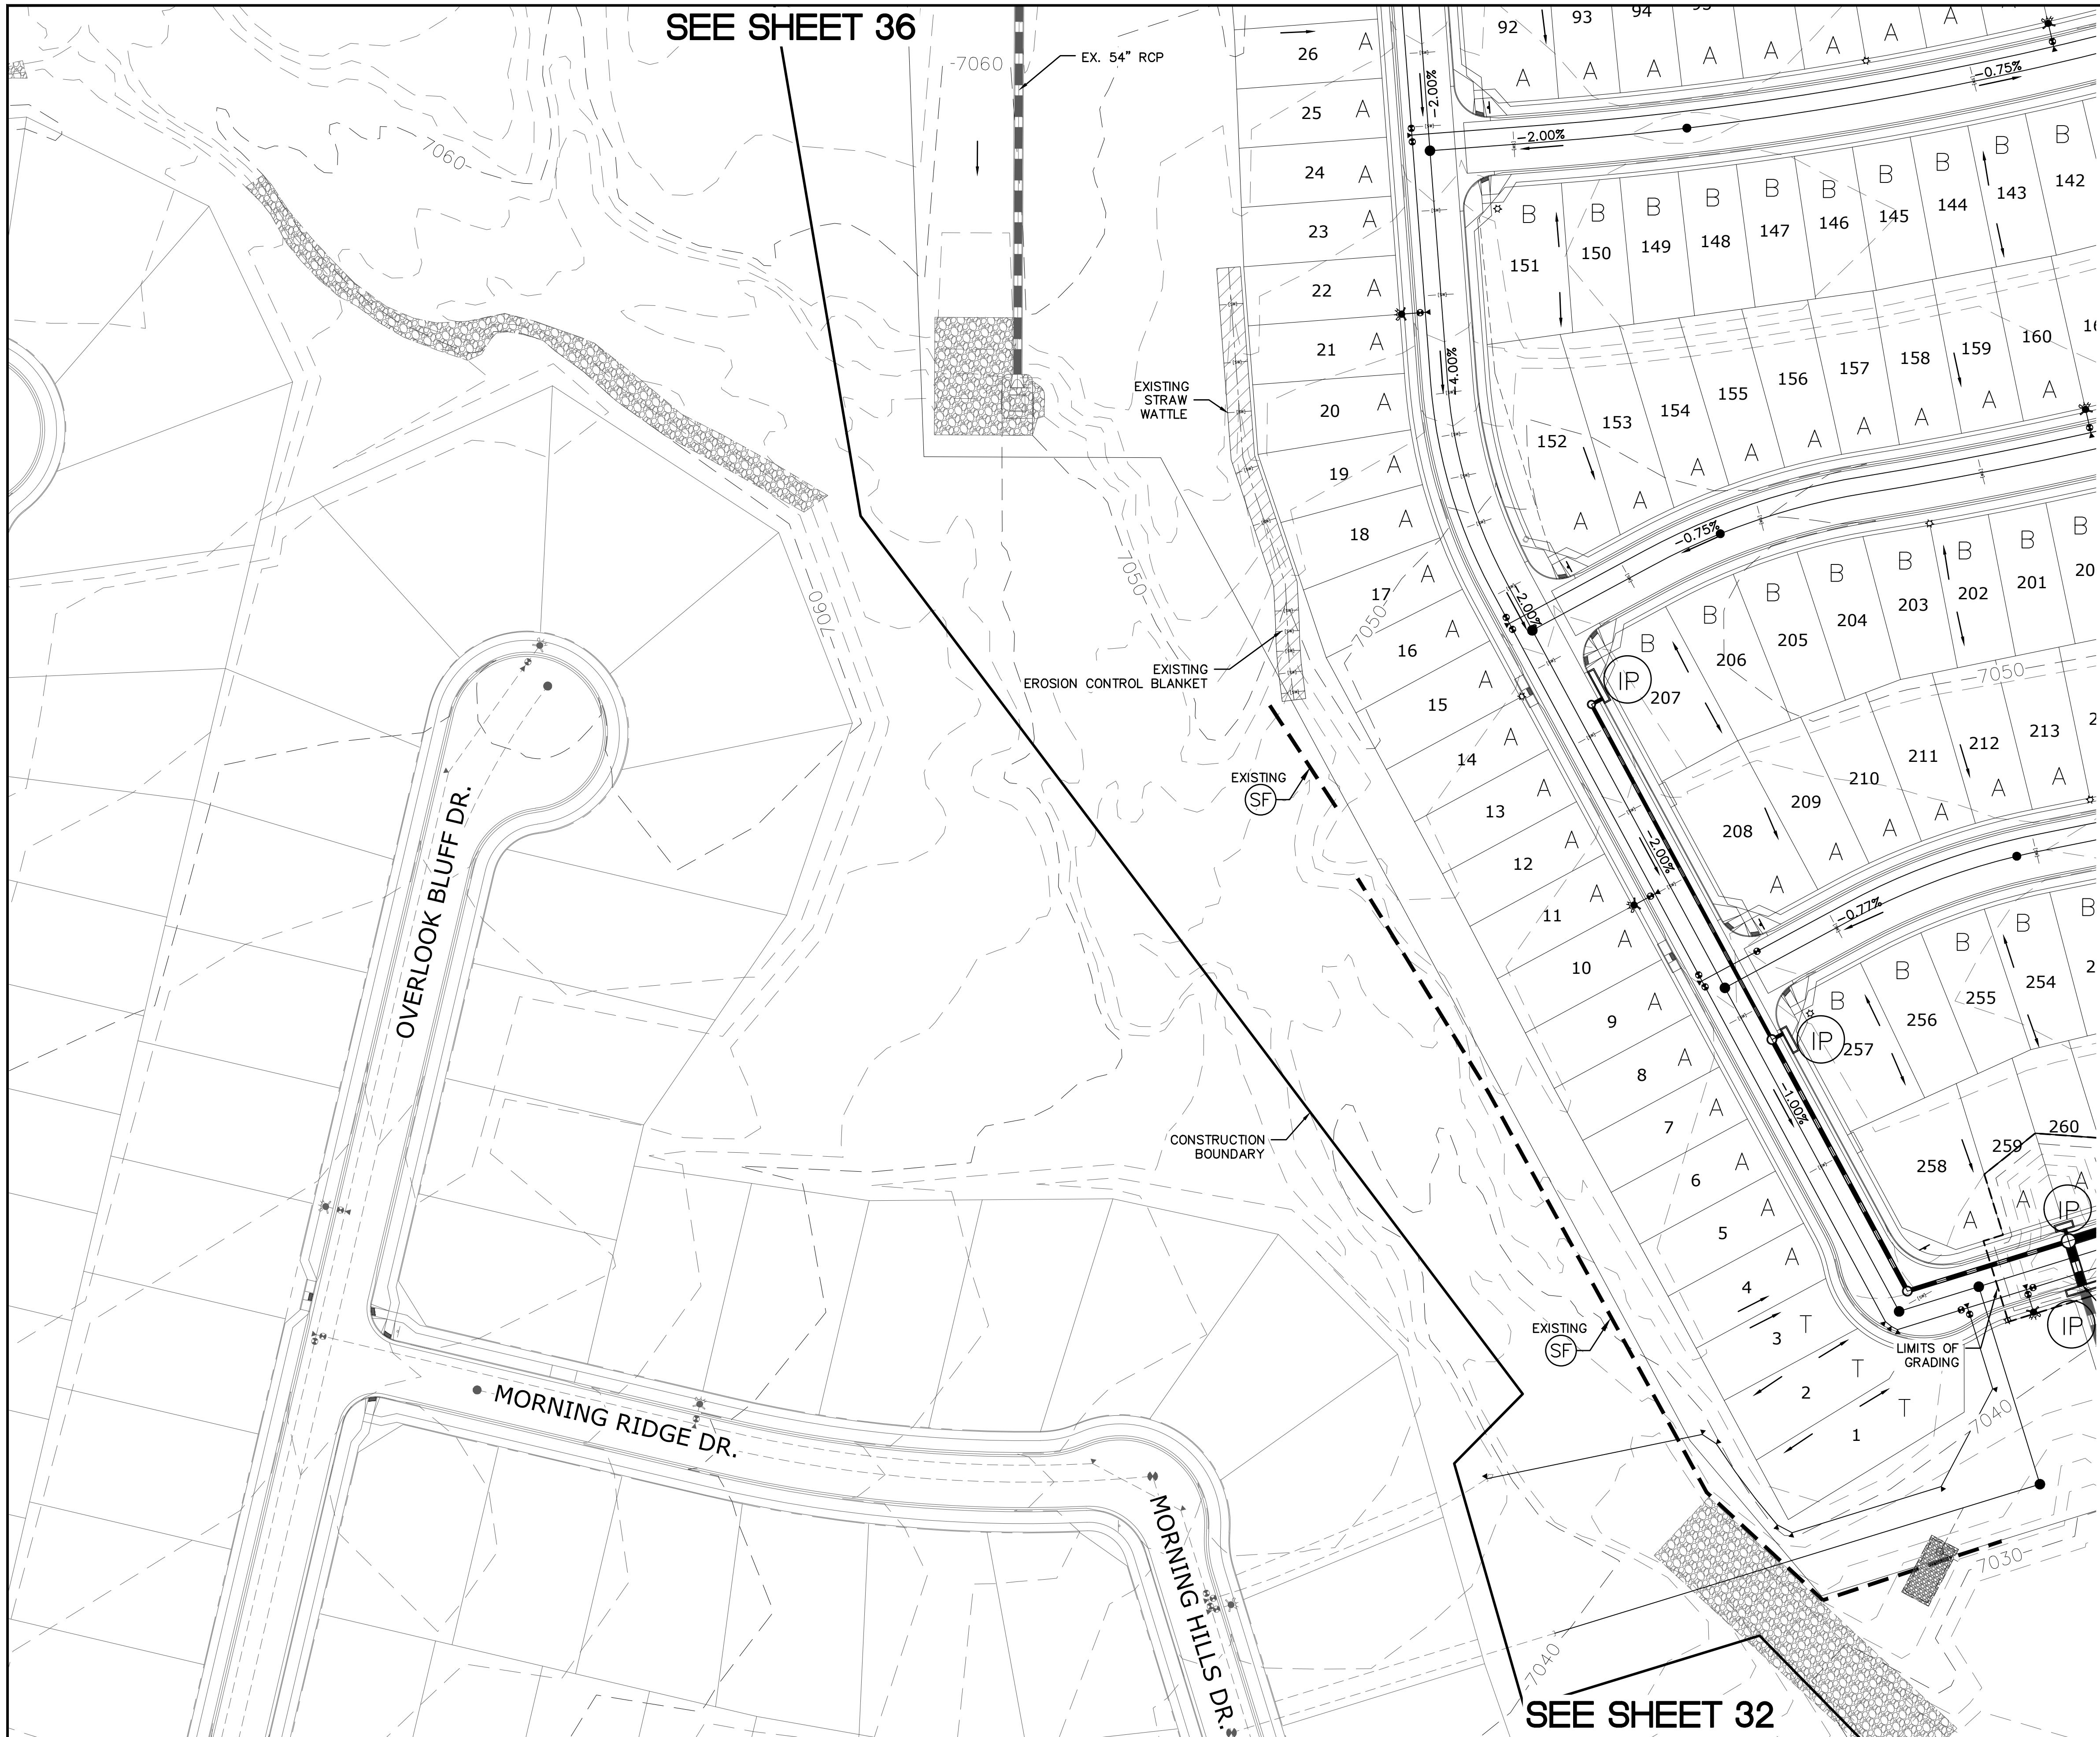 SEE SHEET 36
-7060
EX. 54" RCP
7060
26
A
25
A
24
A
23
A
22
A
21
A
20
A
19
A
18
A
17
A
16
A
15
A
14
A
13
A
12
A
11
A
10
A
9
A
8
A
7
A
6
A
5
A
4
A
3
T
2
T
1
T
92
93
94
A
A
A
A
A
A
A
A
-2.00%
-0.75%
-2.00%
-4.00%
B
B
B
B
B
B
B
B
B
B
151
150
149
148
147
146
145
144
143
142
152
153
154
155
156
157
158
159
160
A
A
A
A
A
A
A
A
A
-0.75%
-2.00%
EXISTING
STRAW
WATTLE
7050
7050
7060
EXISTING
EROSION CONTROL BLANKET
EXISTING
SF
IP
207
206
205
204
203
202
201
20
B
B
B
B
B
B
B
B
-7050
208
209
210
211
212
213
2
A
A
A
A
A
A
-2.00%
-0.77%
IP
257
256
255
254
2
B
B
B
B
B
-1.00%
258
259
260
A
A
A
IP
IP
OVERLOOK BLUFF DR.
CONSTRUCTION
BOUNDARY
EXISTING
SF
LIMITS OF
GRADING
MORNING RIDGE DR.
MORNING HILLS DR.
7040
7030
7040
SEE SHEET 32